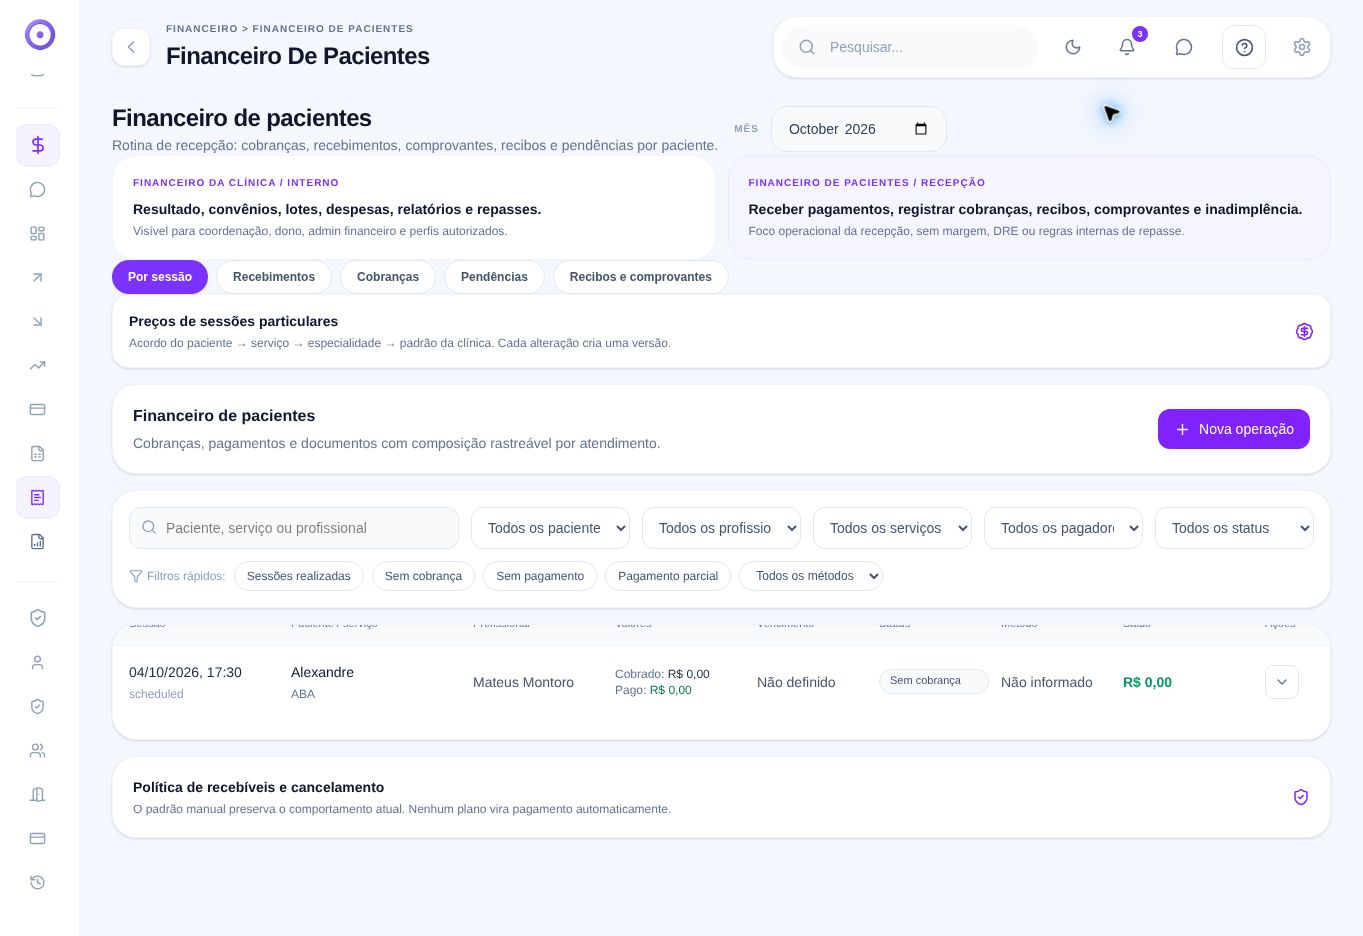 FINANCEIRO > FINANCEIRO DE PACIENTES
Financeiro De Pacientes
Pesquisar...
3
Financeiro de pacientes
Rotina de recepção: cobranças, recebimentos, comprovantes, recibos e pendências por paciente.
MÊS
October 2026
FINANCEIRO DA CLÍNICA / INTERNO
Resultado, convênios, lotes, despesas, relatórios e repasses.
Visível para coordenação, dono, admin financeiro e perfis autorizados.
FINANCEIRO DE PACIENTES / RECEPÇÃO
Receber pagamentos, registrar cobranças, recibos, comprovantes e inadimplência.
Foco operacional da recepção, sem margem, DRE ou regras internas de repasse.
Por sessão
Recebimentos
Cobranças
Pendências
Recibos e comprovantes
Preços de sessões particulares
Acordo do paciente → serviço → especialidade → padrão da clínica. Cada alteração cria uma versão.
Financeiro de pacientes
Cobranças, pagamentos e documentos com composição rastreável por atendimento.
Nova operação
Paciente, serviço ou profissional
Todos os paciente
Todos os profissio
Todos os serviços
Todos os pagador
Todos os status
Filtros rápidos:
Sessões realizadas
Sem cobrança
Sem pagamento
Pagamento parcial
Todos os métodos
Sessão
Profissional
Valores
Vencimento
Status
Método
Saldo
Ações
04/10/2026, 17:30
scheduled
Alexandre
ABA
Mateus Montoro
Cobrado: R$ 0,00
Pago: R$ 0,00
Não definido
Sem cobrança
Não informado
R$ 0,00
Política de recebíveis e cancelamento
O padrão manual preserva o comportamento atual. Nenhum plano vira pagamento automaticamente.